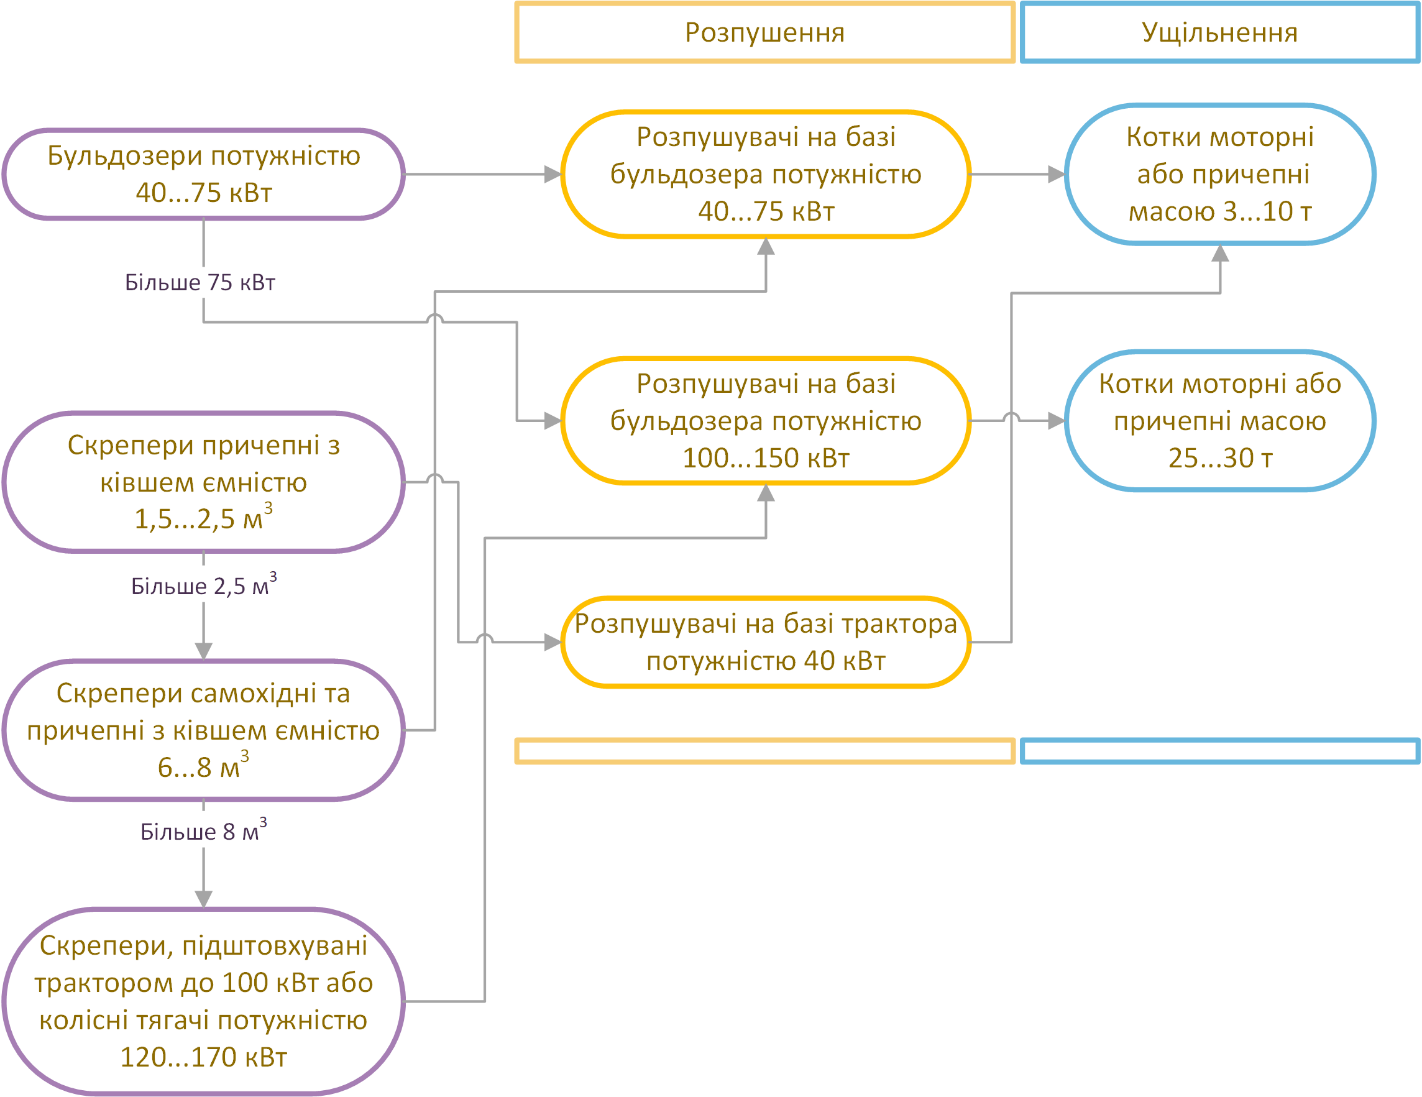 Розпушення
Ущільнення
Бульдозери потужністю
40...75 кВт
Розпушувачі на базі
бульдозера потужністю
40...75 кВт
Котки моторні
або причепні
масою 3...10 т
Більше 75 кВт
Розпушувачі на базі
бульдозера потужністю
100...150 кВт
Котки моторні або
причепні масою
25...30 т
Скрепери причепні з
ківшем ємністю
1,5...2,5 м³
Більше 2,5 м³
Розпушувачі на базі трактора
потужністю 40 кВт
Скрепери самохідні та
причепні з ківшем ємністю
6...8 м³
Більше 8 м³
Скрепери, підштовхувані
трактором до 100 кВт або
колісні тягачі потужністю
120...170 кВт